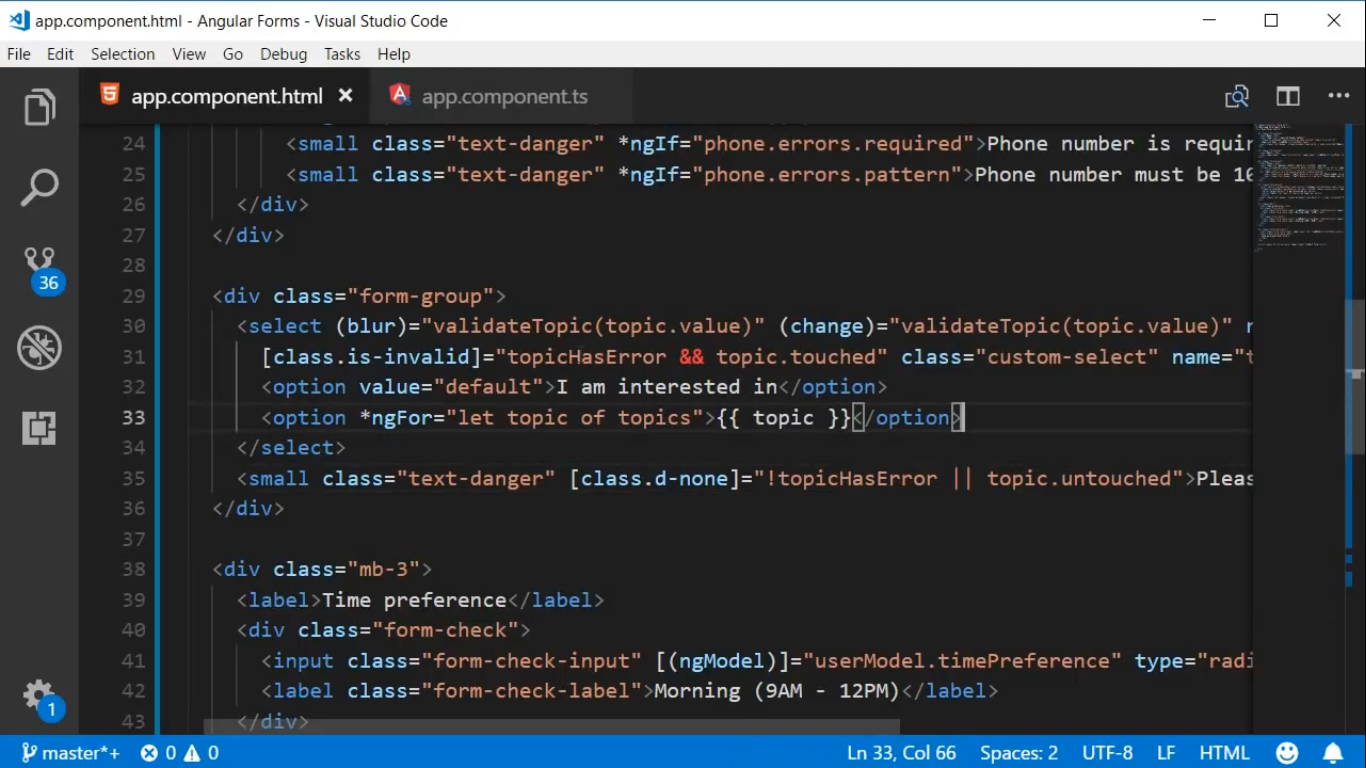 app.component.html - Angular Forms - Visual Studio Code
File Edit Selection View Go Debug Tasks Help
app.component.html app.component.ts
24 <small class="text-danger" *ngIf="phone.errors.required">Phone number is requir
25 <small class="text-danger" *ngIf="phone.errors.pattern">Phone number must be 10
26 </div>
27 </div>
28
29 <div class="form-group">
30 <select (blur)="validateTopic(topic.value)" (change)="validateTopic(topic.value)"
31 [class.is-invalid]="topicHasError && topic.touched" class="custom-select" name="t
32 <option value="default">I am interested in</option>
33 <option *ngFor="let topic of topics">{{ topic }}</option>
34 </select>
35 <small class="text-danger" [class.d-none]="!topicHasError || topic.untouched">Pleas
36 </div>
37
38 <div class="mb-3">
39 <label>Time preference</label>
40 <div class="form-check">
41 <input class="form-check-input" [(ngModel)]="userModel.timePreference" type="radi
42 <label class="form-check-label">Morning (9AM - 12PM)</label>
43 </div>
36
1
master*+ 0 0 Ln 33, Col 66 Spaces: 2 UTF-8 LF HTML